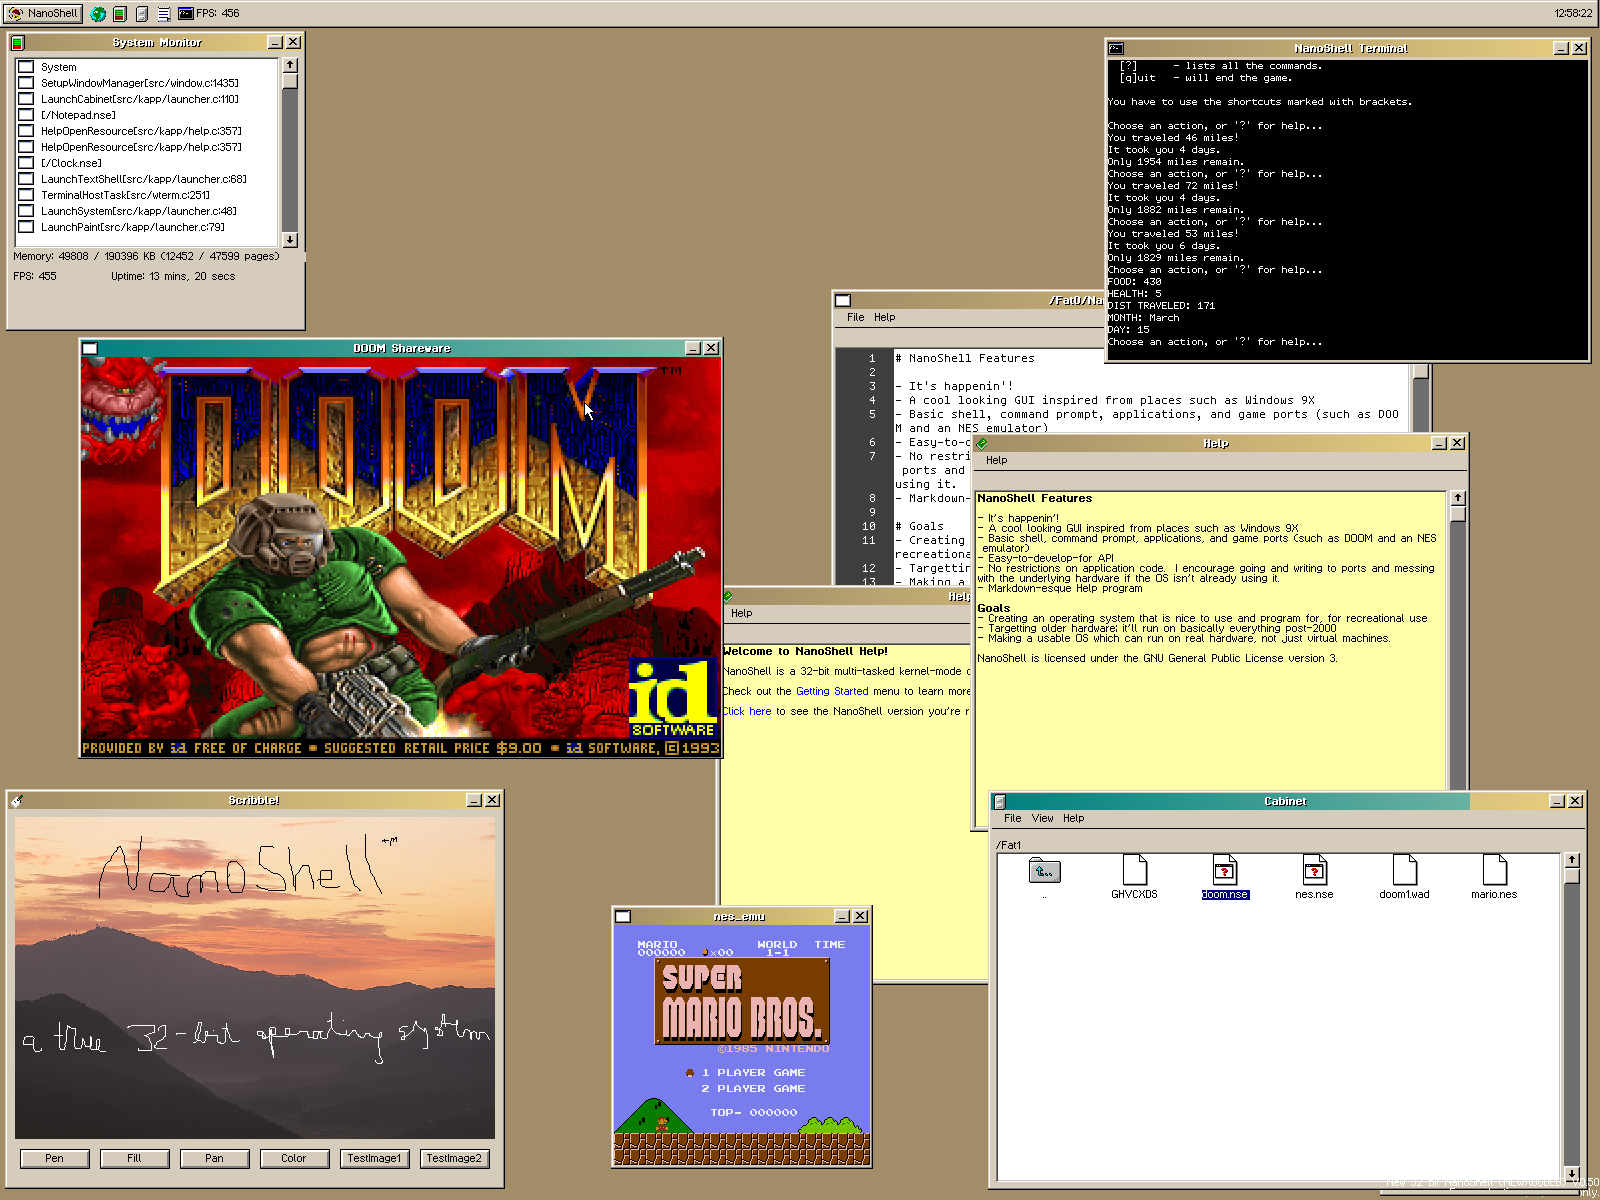 NanoShell
FPS: 456
12:58:22
System Monitor
System
SetupWindowManager[src/window.c:1435]
LaunchCabinet[src/kapp/launcher.c:110]
[/Notepad.nse]
HelpOpenResource[src/kapp/help.c:357]
HelpOpenResource[src/kapp/help.c:357]
[/Clock.nse]
LaunchTextShell[src/kapp/launcher.c:68]
TerminalHostTask[src/wterm.c:251]
LaunchSystem[src/kapp/launcher.c:48]
LaunchPaint[src/kapp/launcher.c:79]
Memory: 49808 / 190396 KB (12452 / 47599 pages)
FPS: 455 Uptime: 13 mins, 20 secs
NanoShell Terminal
[?] - lists all the commands.
[q]uit - will end the game.
You have to use the shortcuts marked with brackets.
Choose an action, or '?' for help...
You traveled 46 miles!
It took you 4 days.
Only 1954 miles remain.
Choose an action, or '?' for help...
You traveled 72 miles!
It took you 4 days.
Only 1882 miles remain.
Choose an action, or '?' for help...
You traveled 53 miles!
It took you 6 days.
Only 1829 miles remain.
Choose an action, or '?' for help...
FOOD: 430
HEALTH: 5
DIST TRAVELED: 171
MONTH: March
DAY: 15
Choose an action, or '?' for help...
/Fat0/Na
File Help
1 # NanoShell Features
2
3 - It's happenin'!
4 - A cool looking GUI inspired from places such as Windows 9X
5 - Basic shell, command prompt, applications, and game ports (such as DOO
M and an NES emulator)
6 - Easy-to-
7 - No restri
ports and
using it.
8 - Markdown-
9
10 # Goals
11 - Creating
recreationa
12 - Targettin
13 - Making a
DOOM Shareware
DOOM
TM
id
SOFTWARE
PROVIDED BY id FREE OF CHARGE • SUGGESTED RETAIL PRICE $9.00 • id SOFTWARE, © 1993
Help
Help
NanoShell Features
- It's happenin'!
- A cool looking GUI inspired from places such as Windows 9X
- Basic shell, command prompt, applications, and game ports (such as DOOM and an NES
emulator)
- Easy-to-develop-for API
- No restrictions on application code. I encourage going and writing to ports and messing
with the underlying hardware if the OS isn't already using it.
- Markdown-esque Help program
Goals
- Creating an operating system that is nice to use and program for, for recreational use
- Targetting older hardware; it'll run on basically everything post-2000
- Making a usable OS which can run on real hardware, not just virtual machines.
NanoShell is licensed under the GNU General Public License version 3.
Help
Help
Welcome to NanoShell Help!
NanoShell is a 32-bit multi-tasked kernel-mode
Check out the Getting Started menu to learn more
Click here to see the NanoShell version you're r
Scribble!
NanoShell ™
a true 32-bit operating system
Pen Fill Pan Color TestImage1 TestImage2
nes_emu
MARIO WORLD TIME
000000 x00 1-1
SUPER
MARIO BROS.
©1985 NINTENDO
1 PLAYER GAME
2 PLAYER GAME
TOP- 000000
Cabinet
File View Help
/Fat1
.. GHVCXDS doom.nse nes.nse doom1.wad mario.nes
only.